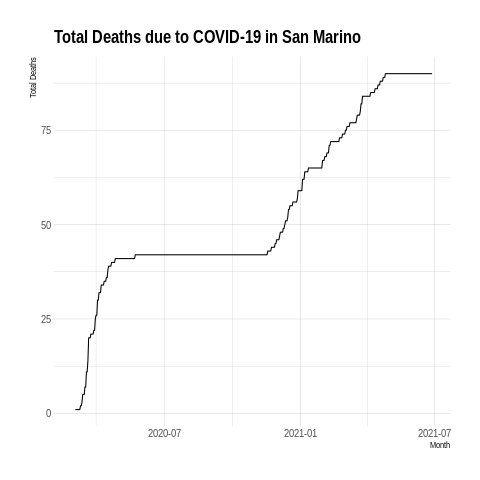 Total Deaths due to COVID-19 in San Marino
Total Deaths
75
50
25
0
2020-07
2021-01
2021-07
Month